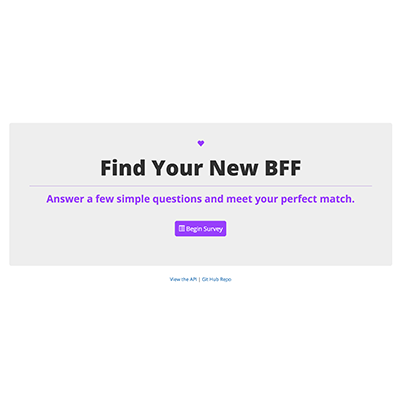 Find Your New BFF
Answer a few simple questions and meet your perfect match.
Begin Survey
View the API | Git Hub Repo